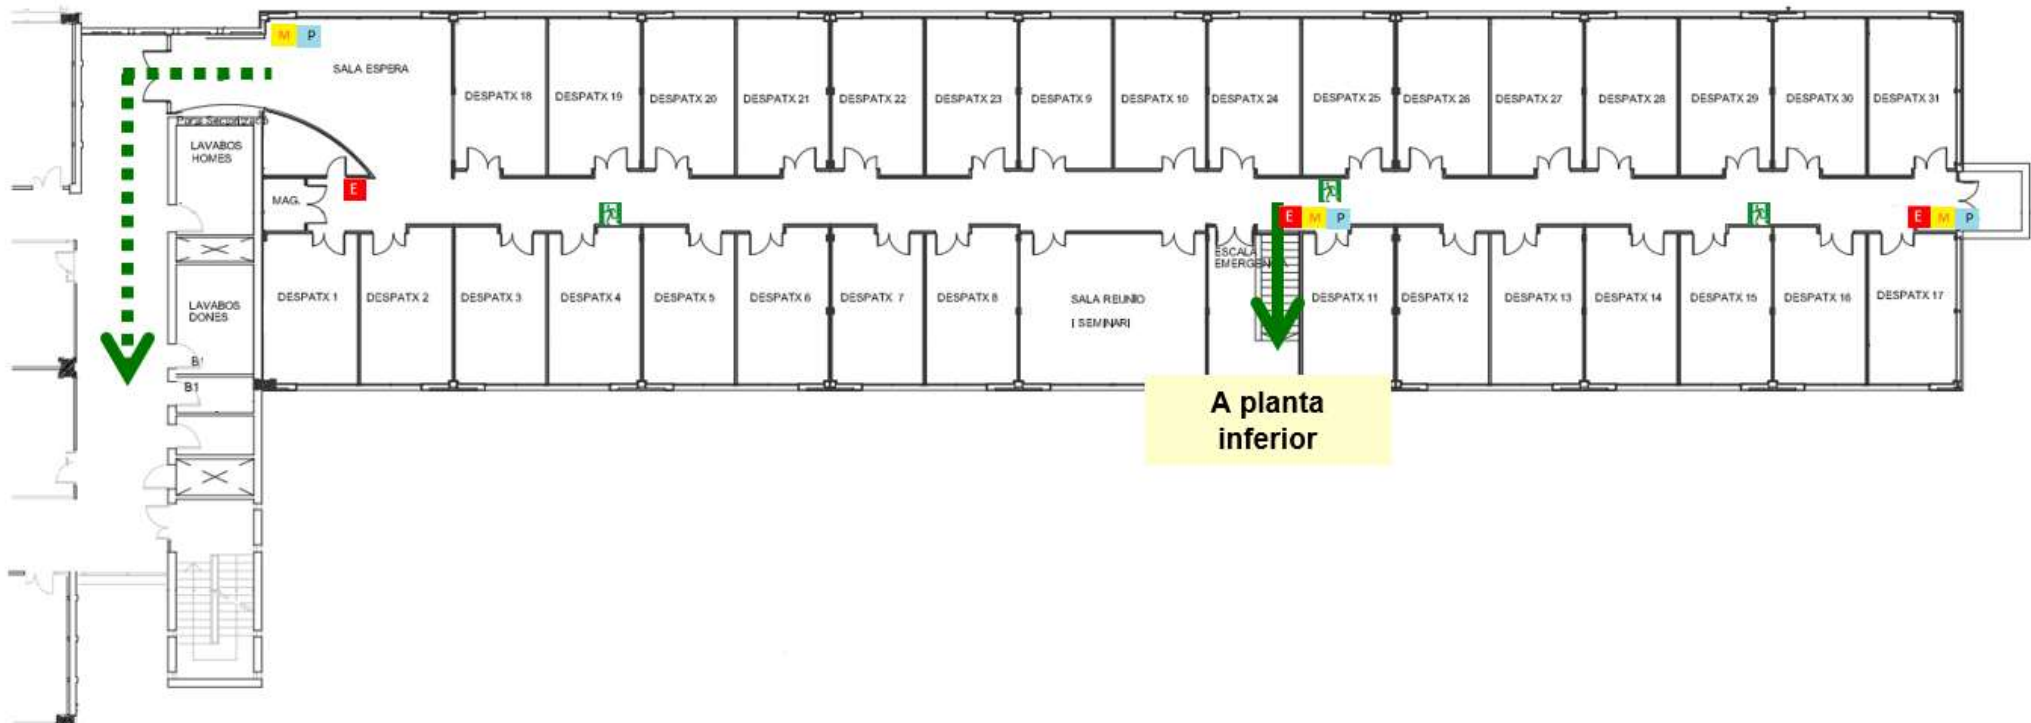 M P
SALA ESPERA
DESPATX 18
DESPATX 19
DESPATX 20
DESPATX 21
DESPATX 22
DESPATX 23
DESPATX 9
DESPATX 10
DESPATX 24
DESPATX 25
DESPATX 26
DESPATX 27
DESPATX 28
DESPATX 29
DESPATX 30
DESPATX 31
LAVABOS
HOMES
MAG.
E
E M P
E M P
ESCALA
EMERGENCIA
DESPATX 1
DESPATX 2
DESPATX 3
DESPATX 4
DESPATX 5
DESPATX 6
DESPATX 7
DESPATX 8
SALA REUNIO
I SEMINARI
DESPATX 11
DESPATX 12
DESPATX 13
DESPATX 14
DESPATX 15
DESPATX 16
DESPATX 17
LAVABOS
DONES
B1
B1
A planta
inferior